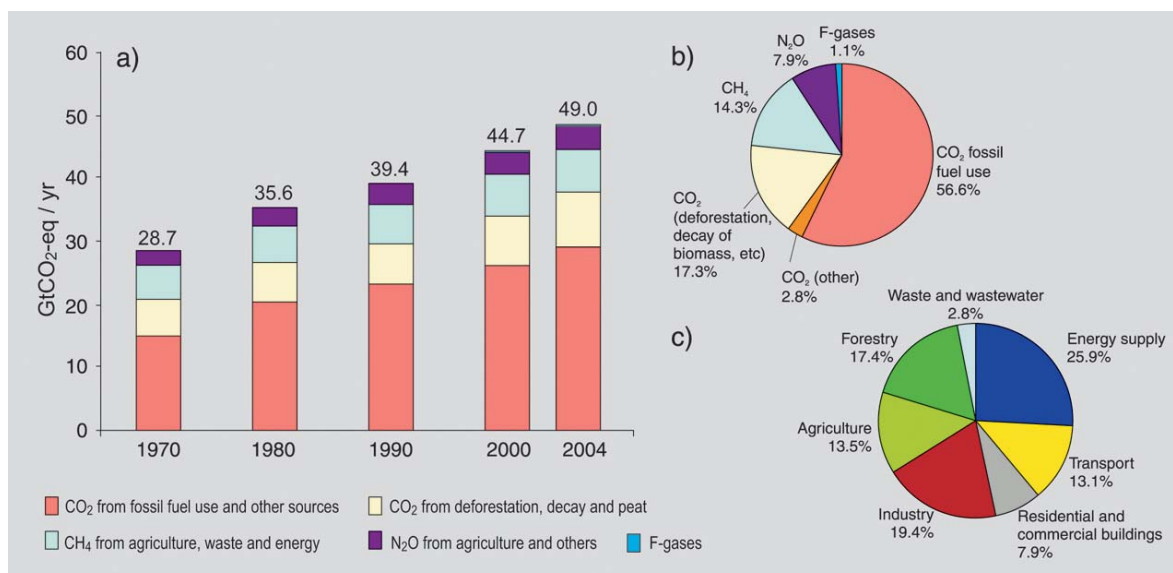 a)
GtCO₂-eq / yr
60
50
40
30
20
10
0
28.7
35.6
39.4
44.7
49.0
1970
1980
1990
2000
2004
CO₂ from fossil fuel use and other sources
CO₂ from deforestation, decay and peat
CH₄ from agriculture, waste and energy
N₂O from agriculture and others
F-gases
b)
F-gases
1.1%
N₂O
7.9%
CH₄
14.3%
CO₂ fossil
fuel use
56.6%
CO₂
(deforestation,
decay of
biomass, etc)
17.3%
CO₂ (other)
2.8%
c)
Waste and wastewater
2.8%
Forestry
17.4%
Energy supply
25.9%
Agriculture
13.5%
Transport
13.1%
Industry
19.4%
Residential and
commercial buildings
7.9%